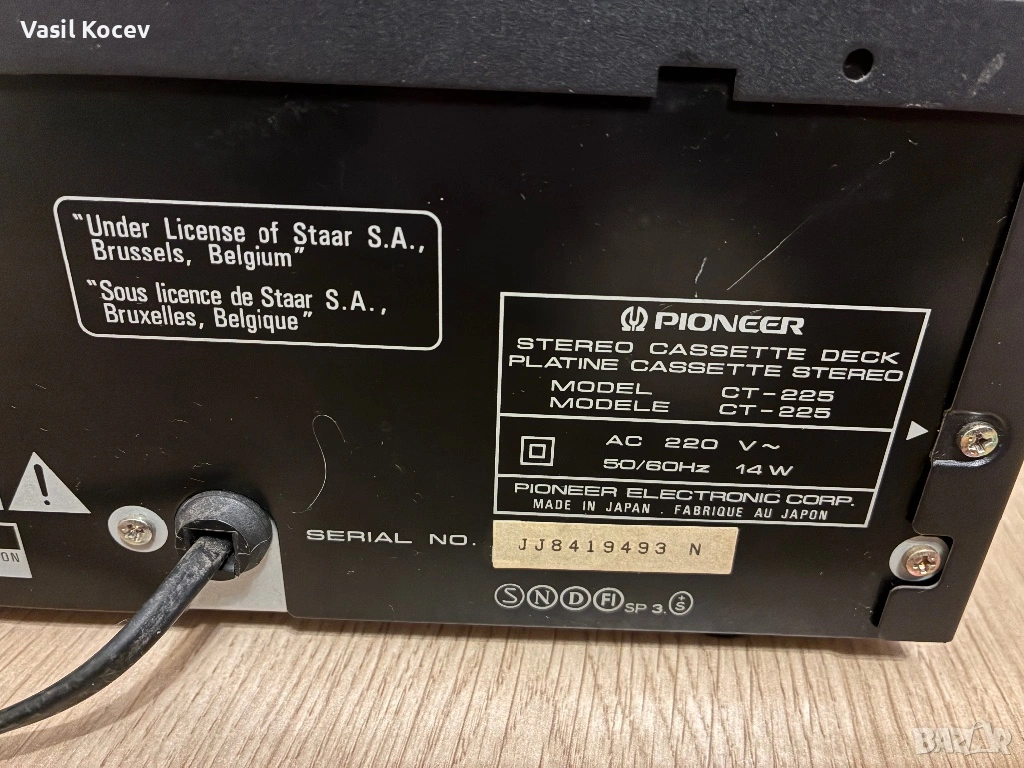 Vasil Kocev
"Under License of Staar S.A.,
Brussels, Belgium"
"Sous licence de Staar S.A.,
Bruxelles, Belgique"
PIONEER
STEREO CASSETTE DECK
PLATINE CASSETTE STEREO
MODEL CT-225
MODELE CT-225
AC 220 V~
50/60Hz 14W
PIONEER ELECTRONIC CORP.
MADE IN JAPAN . FABRIQUE AU JAPON
SERIAL NO. JJ8419493 N
S N D FI SP 3. ±S
ON
BAZAR